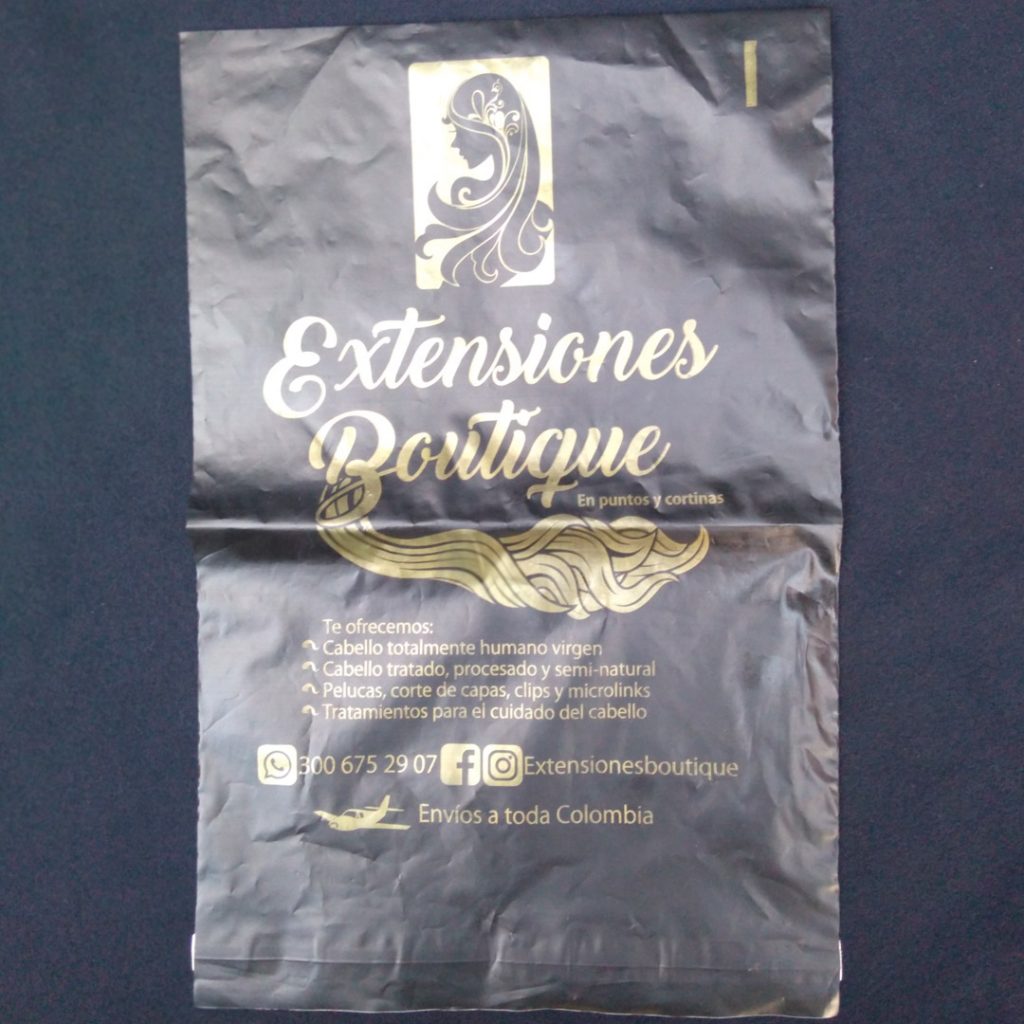 Extensiones
Boutique
En puntos y cortinas
Te ofrecemos:
Cabello totalmente humano virgen
Cabello tratado, procesado y semi-natural
Pelucas, corte de capas, clips y microlinks
Tratamientos para el cuidado del cabello
300 675 29 07 Extensionesboutique
Envíos a toda Colombia